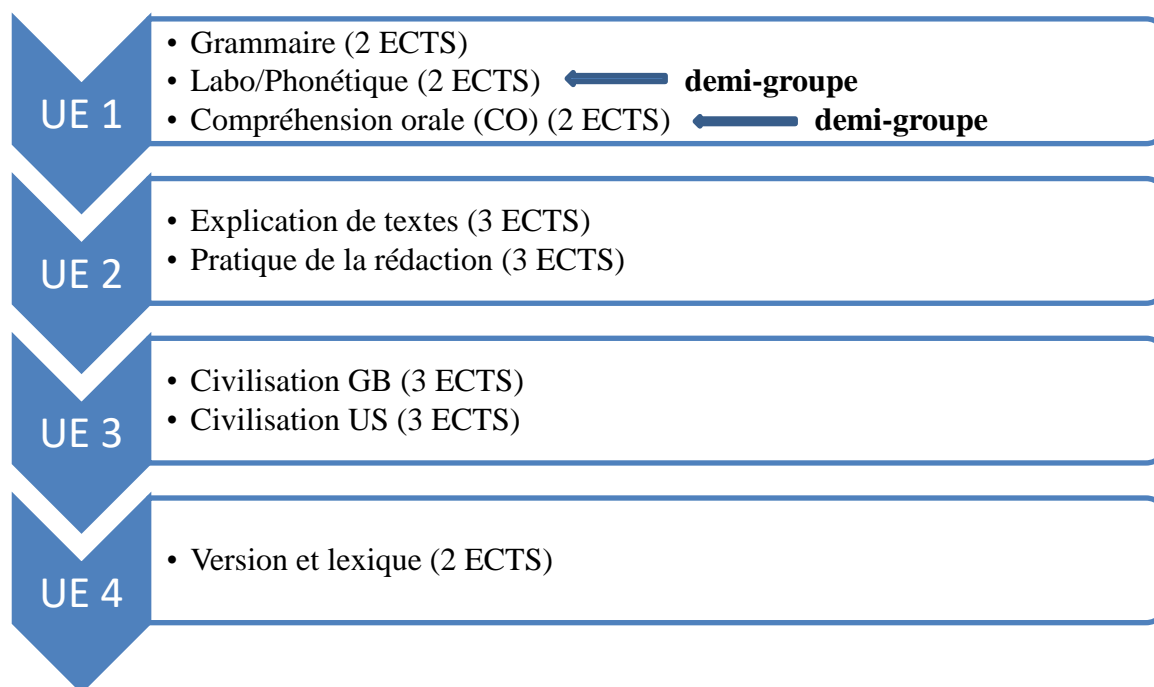 UE 1
• Grammaire (2 ECTS)
• Labo/Phonétique (2 ECTS) demi-groupe
• Compréhension orale (CO) (2 ECTS) demi-groupe
UE 2
• Explication de textes (3 ECTS)
• Pratique de la rédaction (3 ECTS)
UE 3
• Civilisation GB (3 ECTS)
• Civilisation US (3 ECTS)
UE 4
• Version et lexique (2 ECTS)